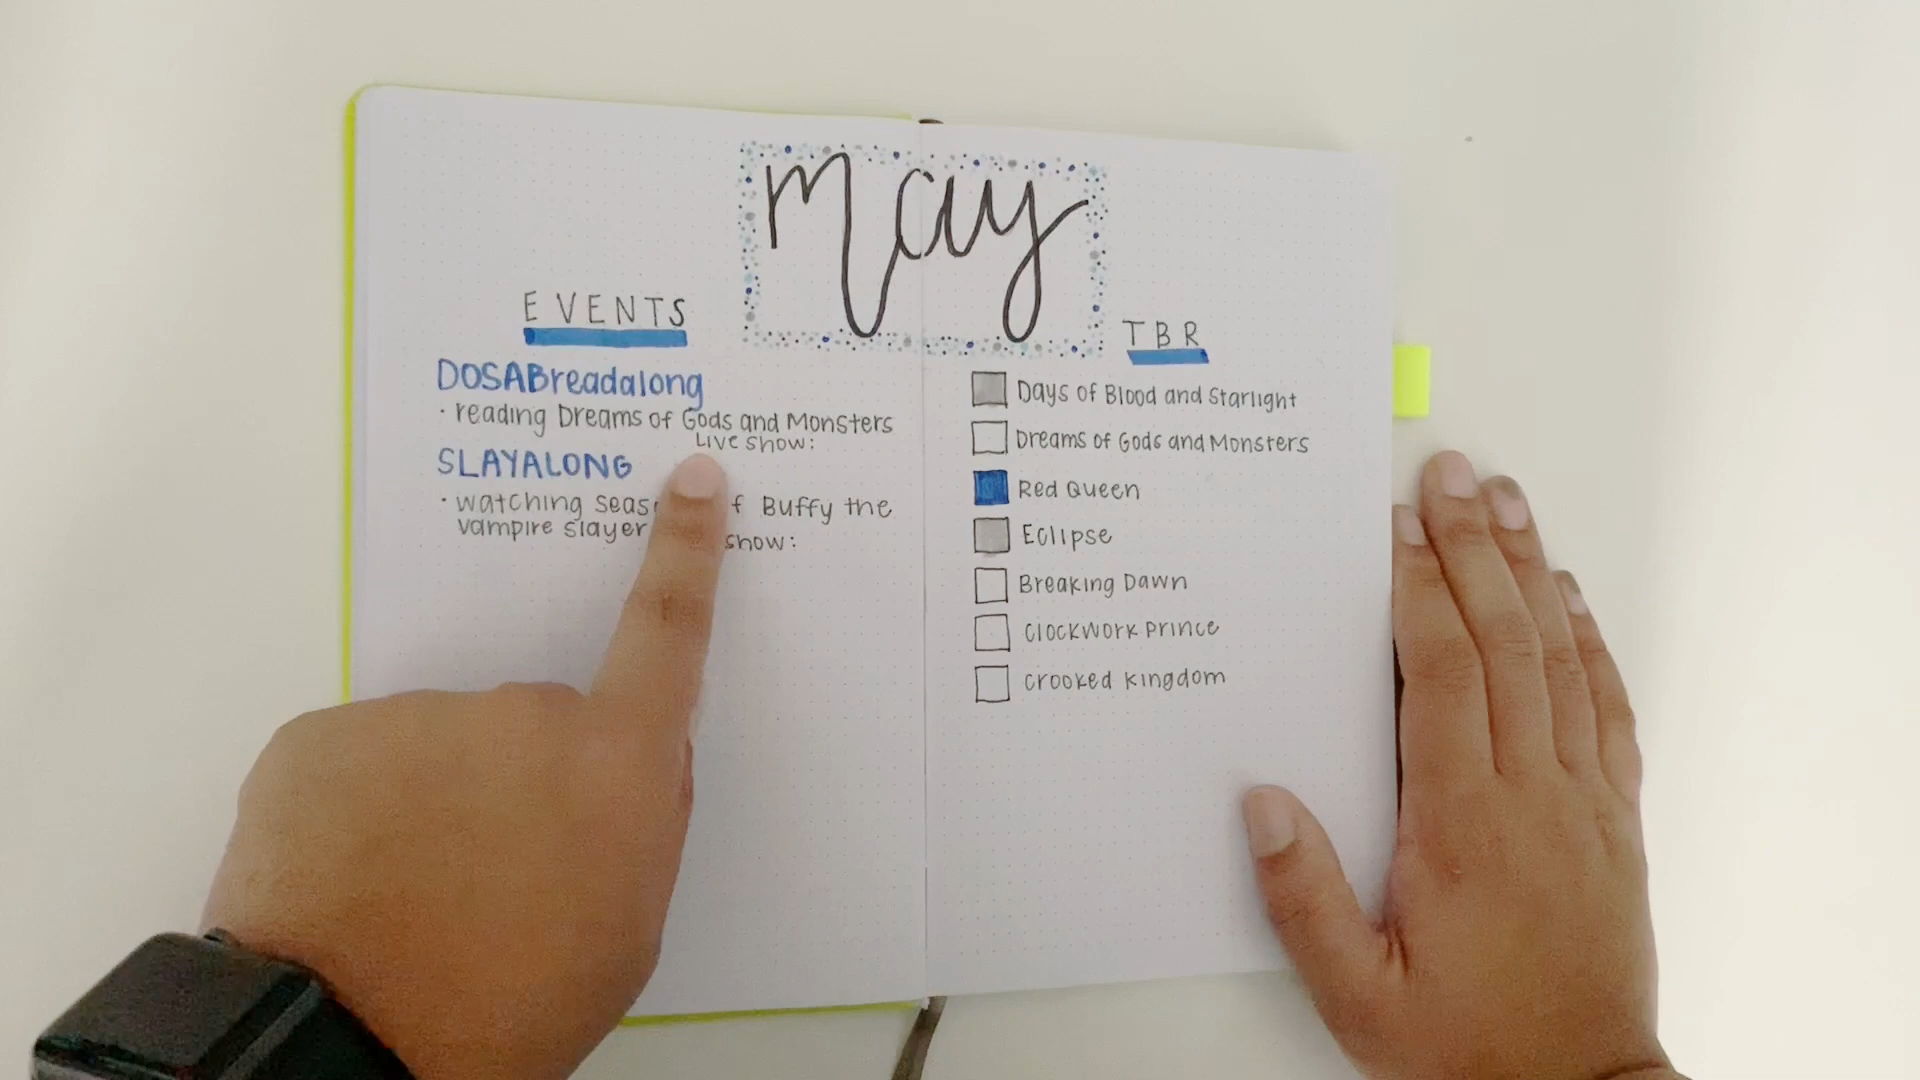 May
EVENTS
DOSABreadalong
· reading Dreams of Gods and Monsters
Live show:
SLAYALONG
· watching f Buffy the
vampire slayer
show:
TBR
Days of Blood and Starlight
Dreams of Gods and Monsters
Red Queen
Eclipse
Breaking Dawn
Clockwork Prince
Crooked Kingdom